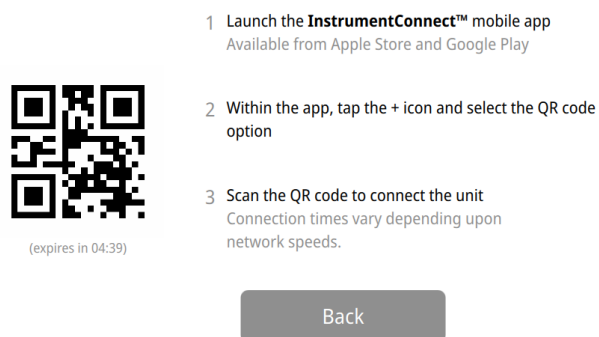 1 Launch the InstrumentConnect™ mobile app
Available from Apple Store and Google Play
2 Within the app, tap the + icon and select the QR code
option
3 Scan the QR code to connect the unit
Connection times vary depending upon
network speeds.
(expires in 04:39)
Back